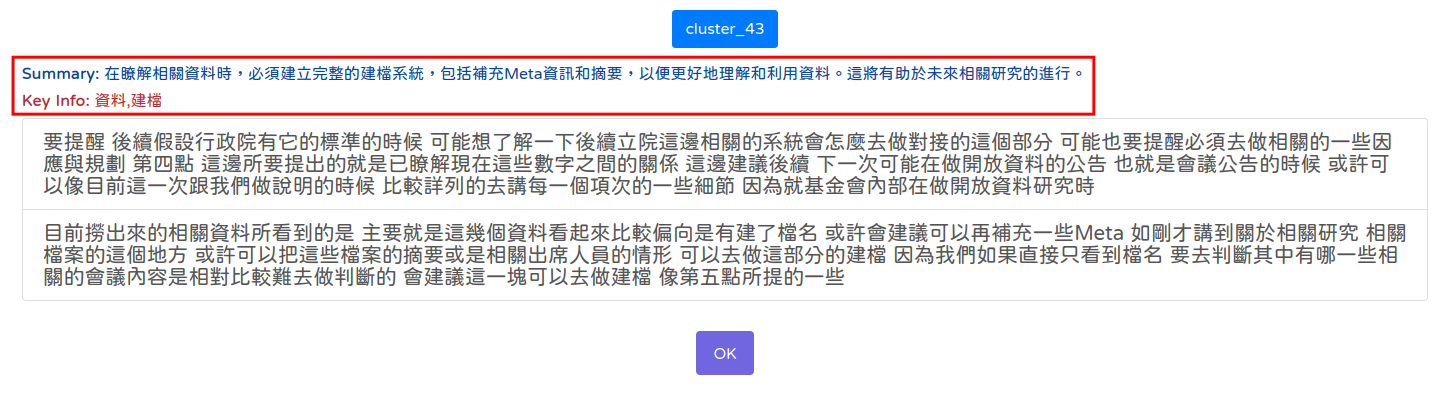 cluster_43
Summary: 在瞭解相關資料時，必須建立完整的建檔系統，包括補充Meta資訊和摘要，以便更好地理解和利用資料。這將有助於未來相關研究的進行。
Key Info: 資料,建檔
要提醒 後續假設行政院有它的標準的時候 可能想了解一下後續立院這邊相關的系統會怎麼去做對接的這個部分 可能也要提醒必須去做相關的一些因
應與規劃 第四點 這邊所要提出的就是已瞭解現在這些數字之間的關係 這邊建議後續 下一次可能在做開放資料的公告 也就是會議公告的時候 或許可
以像目前這一次跟我們做說明的時候 比較詳列的去講每一個項次的一些細節 因為就基金會內部在做開放資料研究時
目前撈出來的相關資料所看到的是 主要就是這幾個資料看起來比較偏向是有建了檔名 或許會建議可以再補充一些Meta 如剛才講到關於相關研究 相關
檔案的這個地方 或許可以把這些檔案的摘要或是相關出席人員的情形 可以去做這部分的建檔 因為我們如果直接只看到檔名 要去判斷其中有哪一些相
關的會議內容是相對比較難去做判斷的 會建議這一塊可以去做建檔 像第五點所提的一些
OK